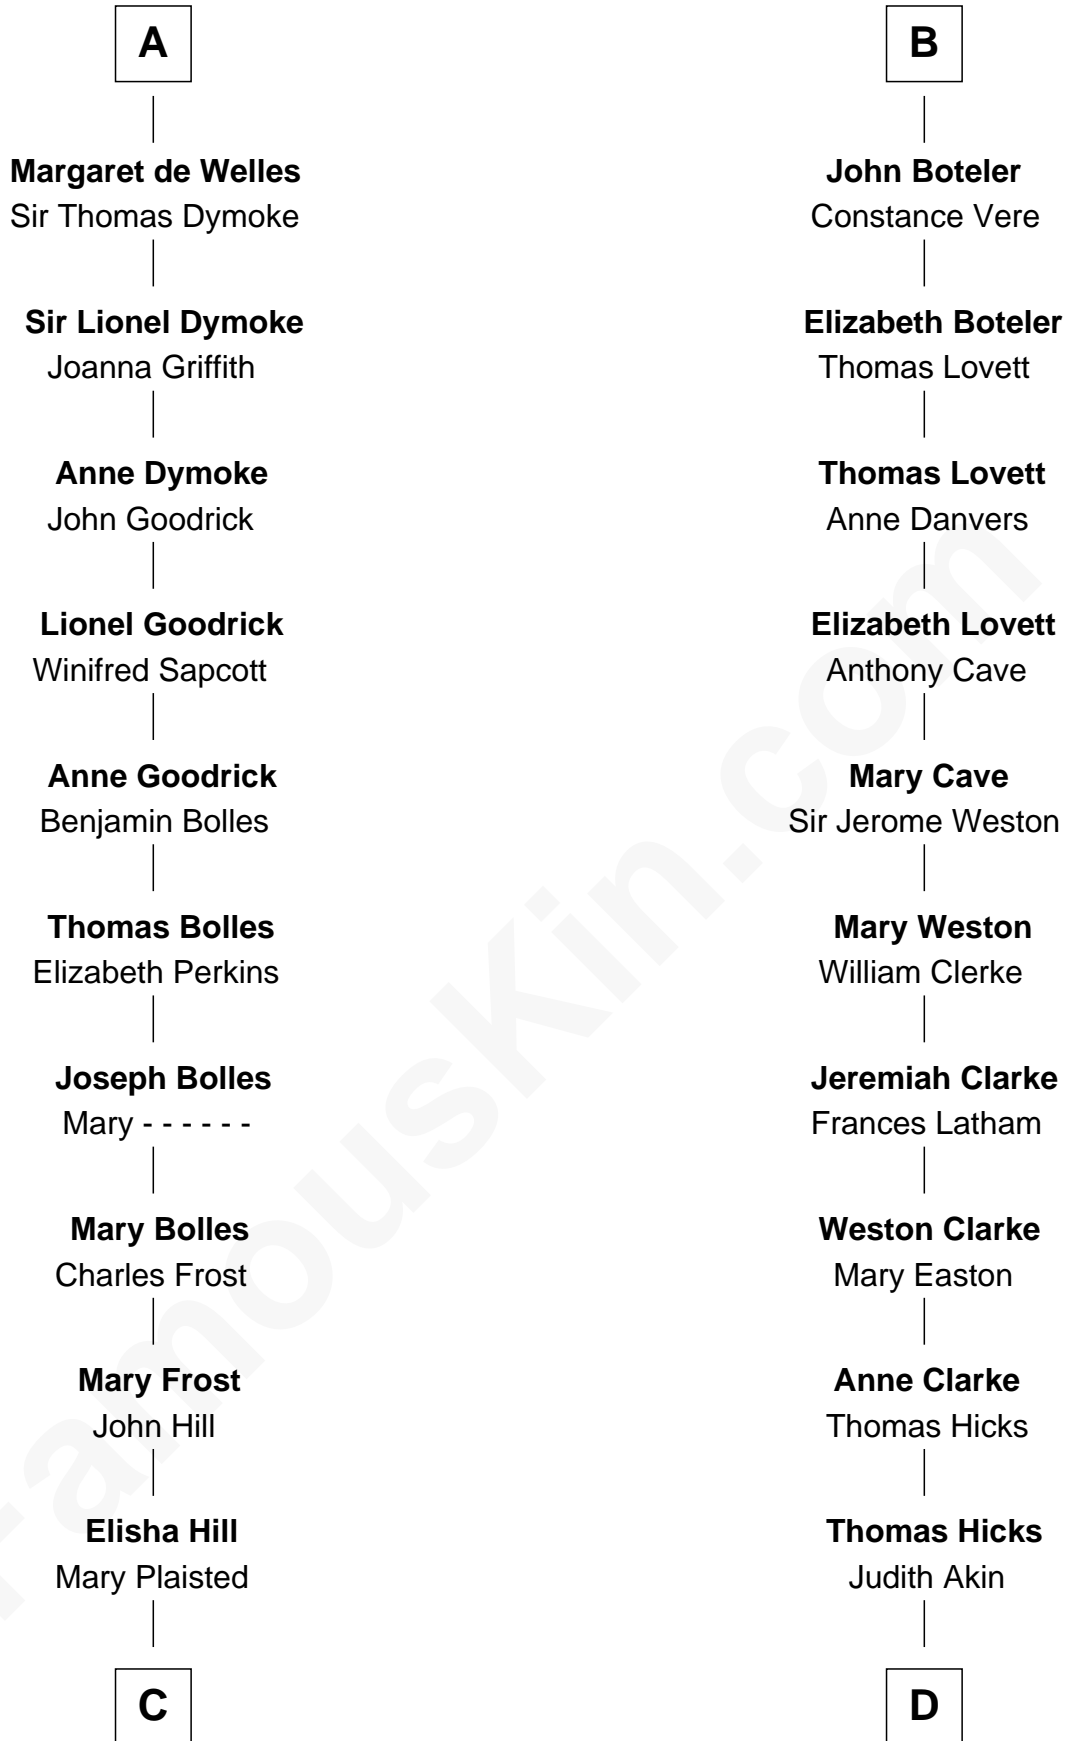 A
Margaret de Welles
Sir Thomas Dymoke
Sir Lionel Dymoke
Joanna Griffith
Anne Dymoke
John Goodrick
Lionel Goodrick
Winifred Sapcott
Anne Goodrick
Benjamin Bolles
Thomas Bolles
Elizabeth Perkins
Joseph Bolles
Mary - - - - - -
Mary Bolles
Charles Frost
Mary Frost
John Hill
Elisha Hill
Mary Plaisted
C
B
John Boteler
Constance Vere
Elizabeth Boteler
Thomas Lovett
Thomas Lovett
Anne Danvers
Elizabeth Lovett
Anthony Cave
Mary Cave
Sir Jerome Weston
Mary Weston
William Clerke
Jeremiah Clarke
Frances Latham
Weston Clarke
Mary Easton
Anne Clarke
Thomas Hicks
Thomas Hicks
Judith Akin
D
FamousKin.com